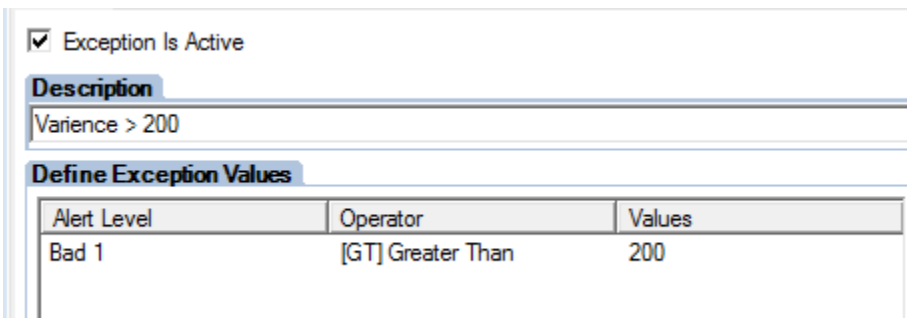 Exception Is Active
Description
Varience > 200
Define Exception Values
Alert Level Operator Values
Bad 1 [GT] Greater Than 200